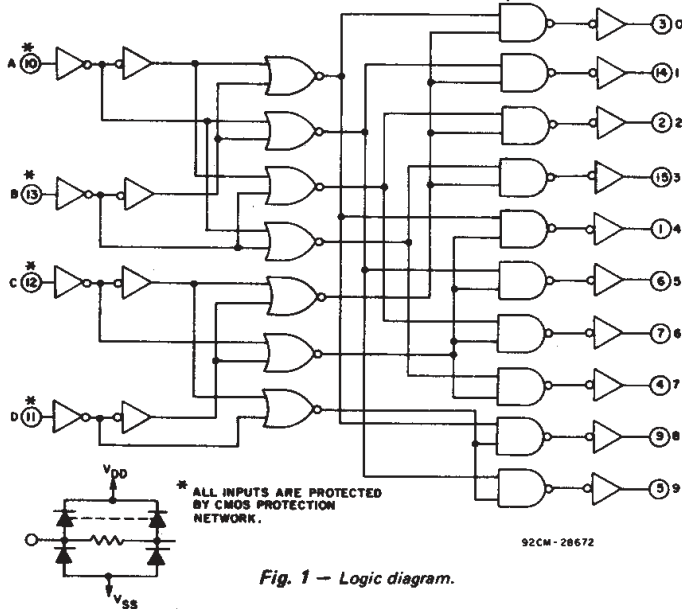 A * 10
B * 13
C * 12
D * 11
3 0
14 1
2 2
15 3
1 4
6 5
7 6
4 7
9 8
5 9
VDD
VSS
* ALL INPUTS ARE PROTECTED
BY CMOS PROTECTION
NETWORK.
92CM-28672
Fig. 1 — Logic diagram.